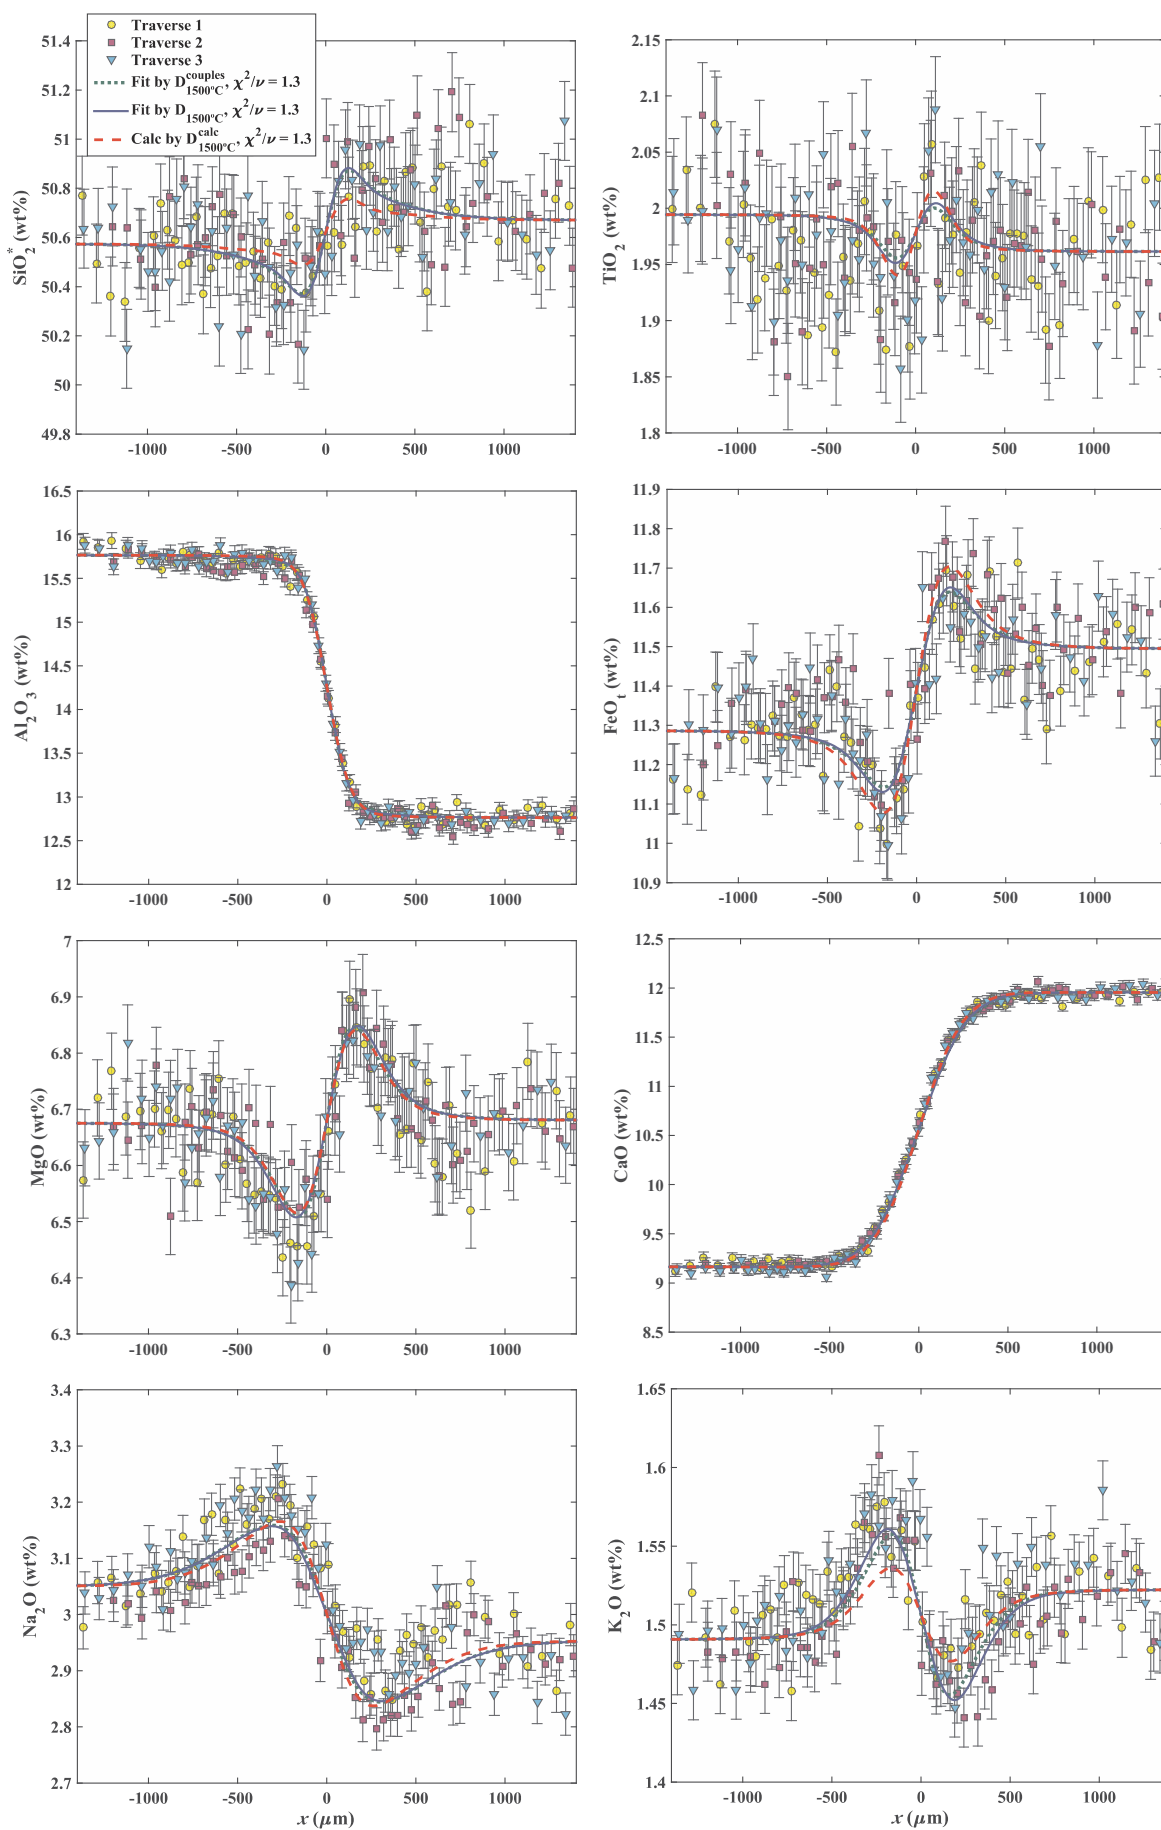 Traverse 1
Traverse 2
Traverse 3
Fit by D^couples_1500°C, χ²/ν = 1.3
Fit by D_1500°C, χ²/ν = 1.3
Calc by D^calc_1500°C, χ²/ν = 1.3
SiO₂* (wt%)
51.4
51.2
51
50.8
50.6
50.4
50.2
50
49.8
-1000 -500 0 500 1000
TiO₂ (wt%)
2.15
2.1
2.05
2
1.95
1.9
1.85
1.8
-1000 -500 0 500 1000
Al₂O₃ (wt%)
16.5
16
15.5
15
14.5
14
13.5
13
12.5
12
-1000 -500 0 500 1000
FeOₜ (wt%)
11.9
11.8
11.7
11.6
11.5
11.4
11.3
11.2
11.1
11
10.9
-1000 -500 0 500 1000
MgO (wt%)
7
6.9
6.8
6.7
6.6
6.5
6.4
6.3
-1000 -500 0 500 1000
CaO (wt%)
12.5
12
11.5
11
10.5
10
9.5
9
8.5
-1000 -500 0 500 1000
Na₂O (wt%)
3.4
3.3
3.2
3.1
3
2.9
2.8
2.7
-1000 -500 0 500 1000
x (μm)
K₂O (wt%)
1.65
1.6
1.55
1.5
1.45
1.4
-1000 -500 0 500 1000
x (μm)